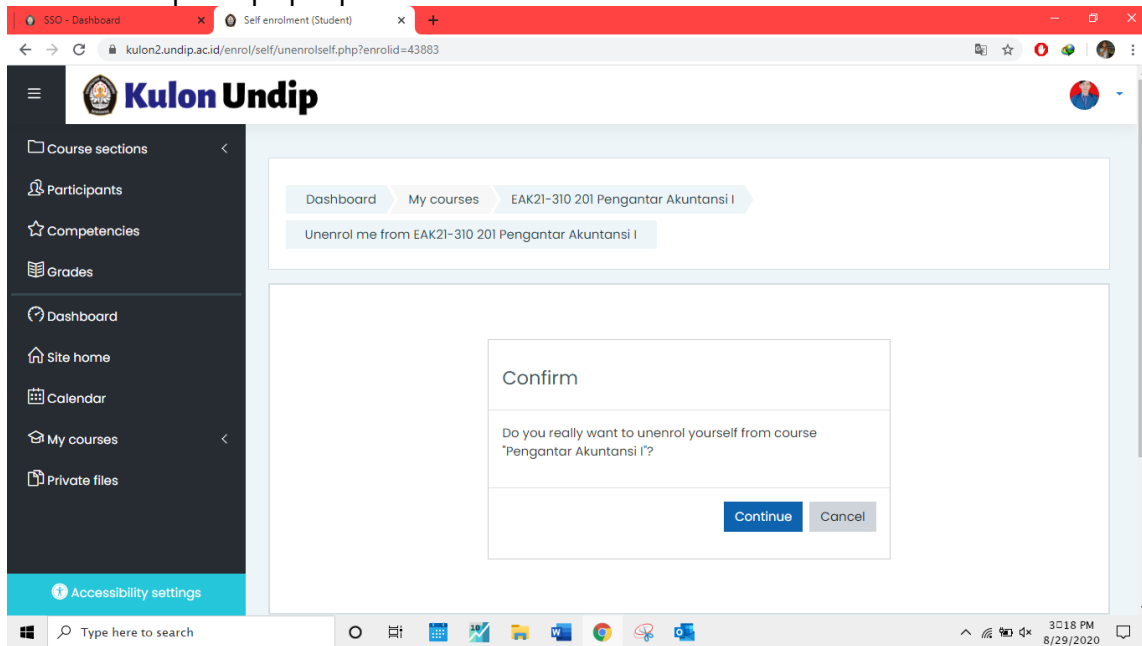 SSO - Dashboard
Self enrolment (Student)
kulon2.undip.ac.id/enrol/self/unenrolself.php?enrolid=43883
Kulon Undip
Course sections
Participants
Competencies
Grades
Dashboard
Site home
Calendar
My courses
Private files
Accessibility settings
Dashboard My courses EAK21-310 201 Pengantar Akuntansi I
Unenrol me from EAK21-310 201 Pengantar Akuntansi I
Confirm
Do you really want to unenrol yourself from course
"Pengantar Akuntansi I"?
Continue Cancel
Type here to search
3□18 PM
8/29/2020